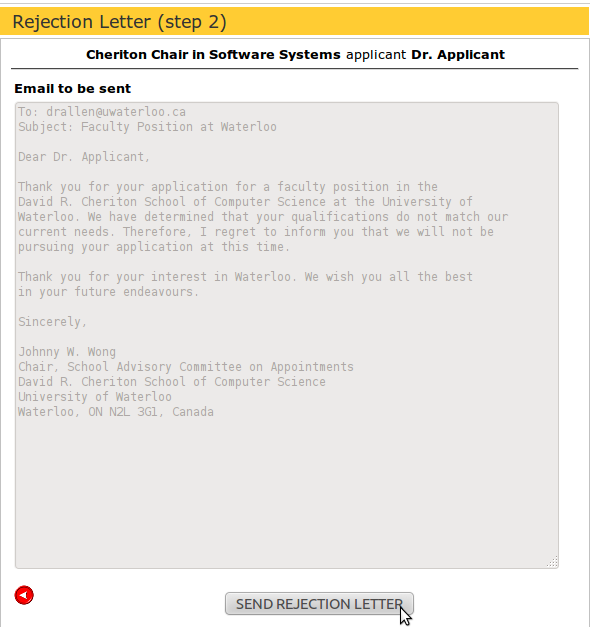 Rejection Letter (step 2)
Cheriton Chair in Software Systems applicant Dr. Applicant
Email to be sent
To: drallen@uwaterloo.ca
Subject: Faculty Position at Waterloo
Dear Dr. Applicant,
Thank you for your application for a faculty position in the
David R. Cheriton School of Computer Science at the University of
Waterloo. We have determined that your qualifications do not match our
current needs. Therefore, I regret to inform you that we will not be
pursuing your application at this time.
Thank you for your interest in Waterloo. We wish you all the best
in your future endeavours.
Sincerely,
Johnny W. Wong
Chair, School Advisory Committee on Appointments
David R. Cheriton School of Computer Science
University of Waterloo
Waterloo, ON N2L 3G1, Canada
SEND REJECTION LETTER